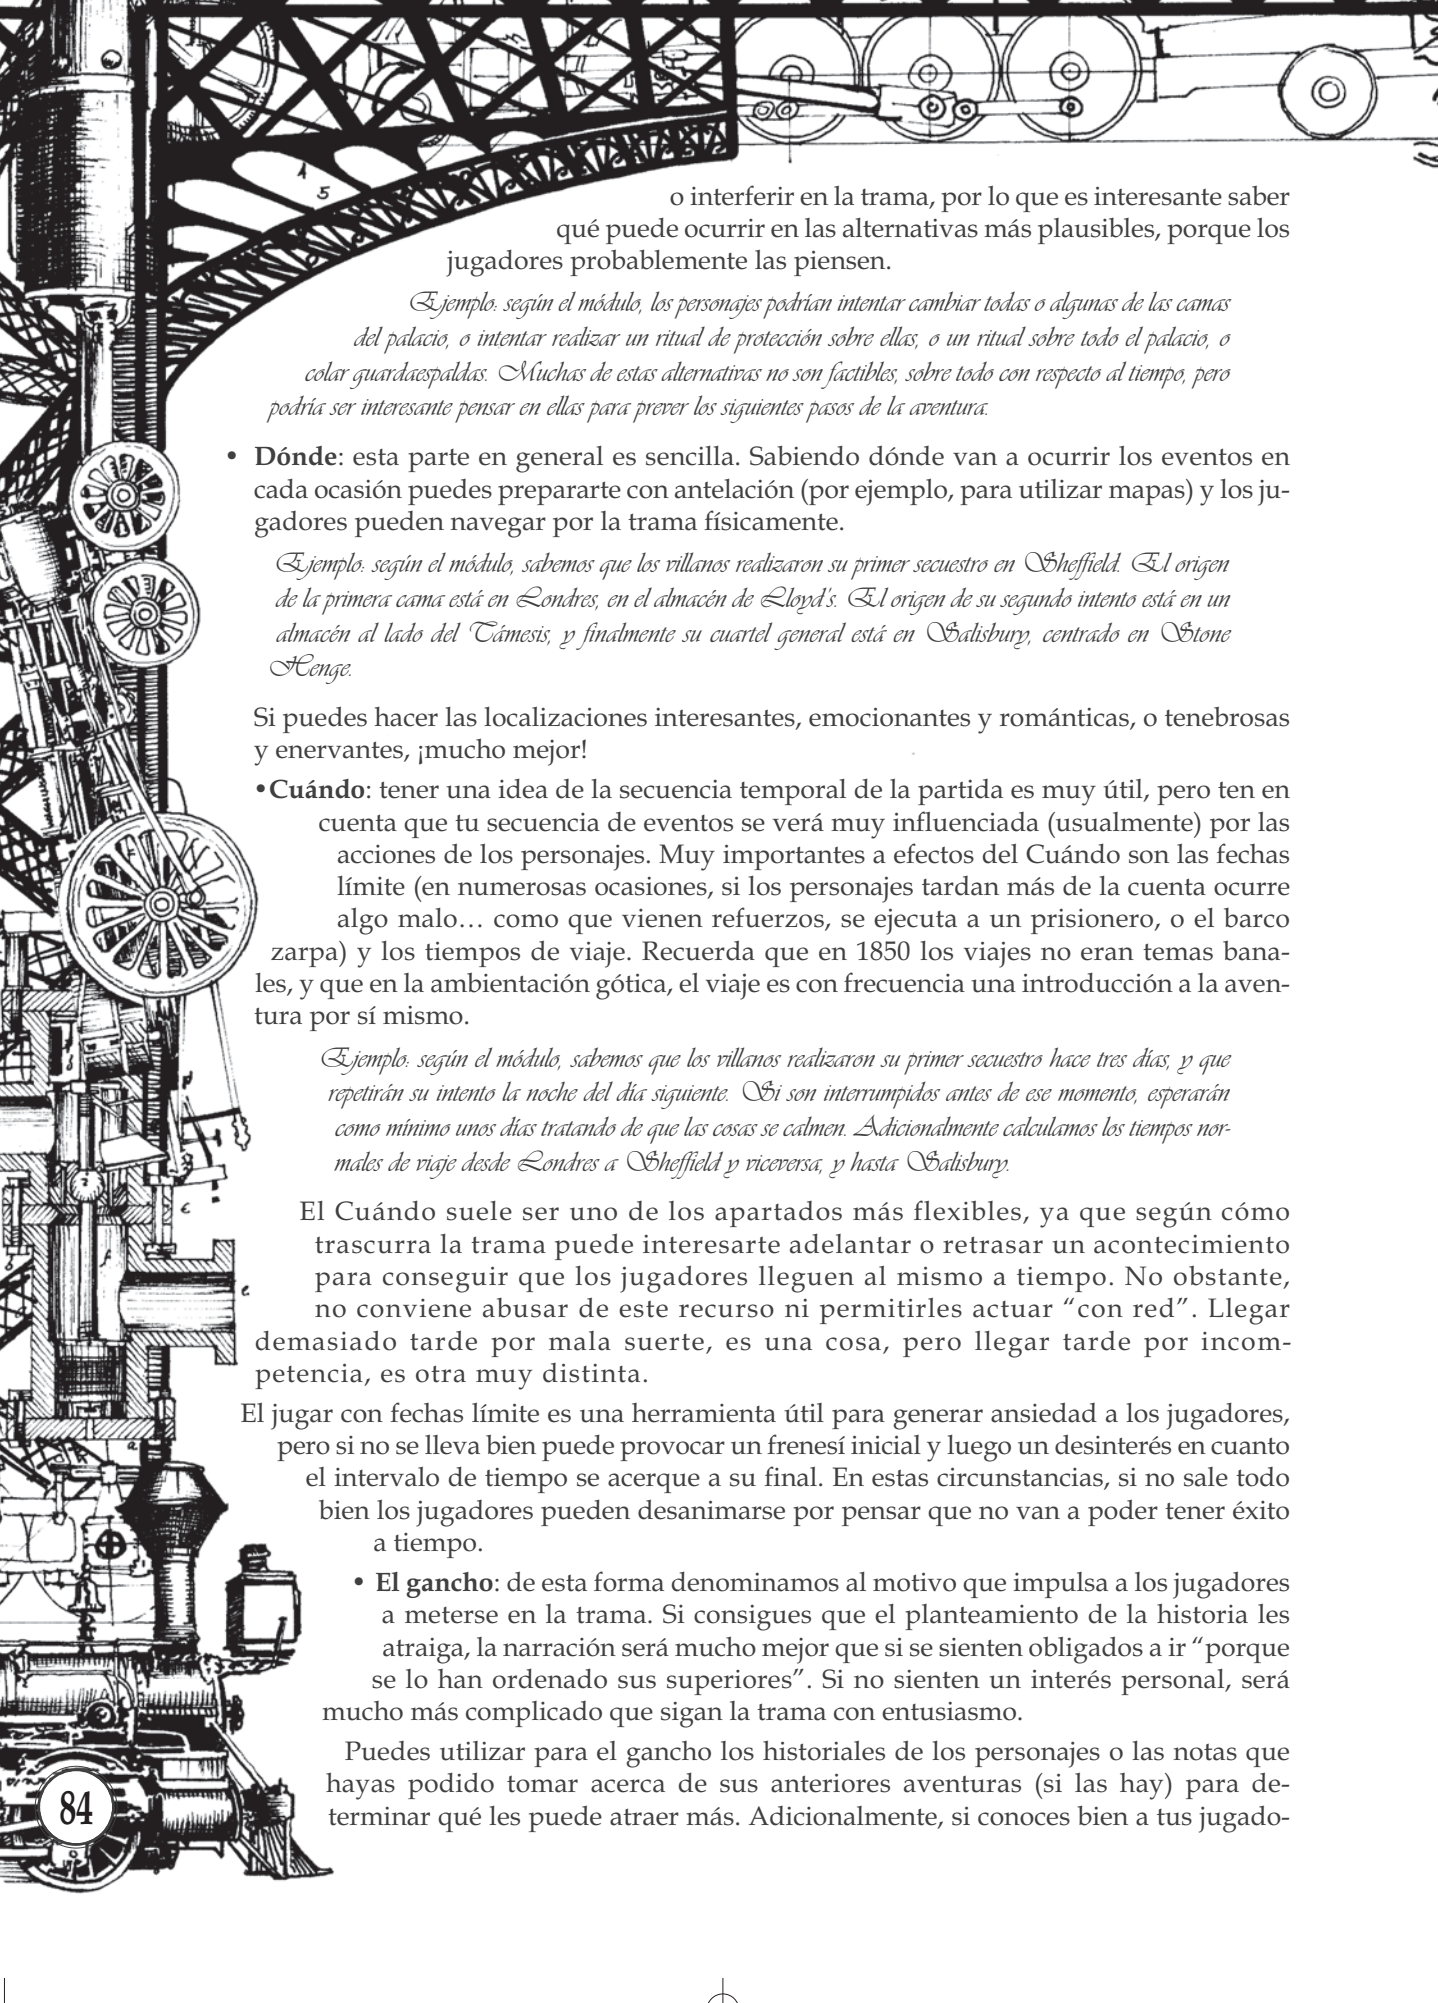 o interferir en la trama, por lo que es interesante saber
qué puede ocurrir en las alternativas más plausibles, porque los
jugadores probablemente las piensen.
Ejemplo: según el módulo, los personajes podrían intentar cambiar todas o algunas de las camas
del palacio, o intentar realizar un ritual de protección sobre ellas, o un ritual sobre todo el palacio, o
colar guardaespaldas. Muchas de estas alternativas no son factibles, sobre todo con respecto al tiempo, pero
podría ser interesante pensar en ellas para prever los siguientes pasos de la aventura.
• Dónde: esta parte en general es sencilla. Sabiendo dónde van a ocurrir los eventos en
cada ocasión puedes prepararte con antelación (por ejemplo, para utilizar mapas) y los ju-
gadores pueden navegar por la trama físicamente.
Ejemplo: según el módulo, sabemos que los villanos realizaron su primer secuestro en Sheffield. El origen
de la primera cama está en Londres, en el almacén de Lloyd's. El origen de su segundo intento está en un
almacén al lado del Támesis, y finalmente su cuartel general está en Salisbury, centrado en Stone
Henge.
Si puedes hacer las localizaciones interesantes, emocionantes y románticas, o tenebrosas
y enervantes, ¡mucho mejor!
•Cuándo: tener una idea de la secuencia temporal de la partida es muy útil, pero ten en
cuenta que tu secuencia de eventos se verá muy influenciada (usualmente) por las
acciones de los personajes. Muy importantes a efectos del Cuándo son las fechas
límite (en numerosas ocasiones, si los personajes tardan más de la cuenta ocurre
algo malo… como que vienen refuerzos, se ejecuta a un prisionero, o el barco
zarpa) y los tiempos de viaje. Recuerda que en 1850 los viajes no eran temas bana-
les, y que en la ambientación gótica, el viaje es con frecuencia una introducción a la aven-
tura por sí mismo.
Ejemplo: según el módulo, sabemos que los villanos realizaron su primer secuestro hace tres días, y que
repetirán su intento la noche del día siguiente. Si son interrumpidos antes de ese momento, esperarán
como mínimo unos días tratando de que las cosas se calmen. Adicionalmente calculamos los tiempos nor-
males de viaje desde Londres a Sheffield y viceversa, y hasta Salisbury.
El Cuándo suele ser uno de los apartados más flexibles, ya que según cómo
trascurra la trama puede interesarte adelantar o retrasar un acontecimiento
para conseguir que los jugadores lleguen al mismo a tiempo. No obstante,
no conviene abusar de este recurso ni permitirles actuar “con red”. Llegar
demasiado tarde por mala suerte, es una cosa, pero llegar tarde por incom-
petencia, es otra muy distinta.
El jugar con fechas límite es una herramienta útil para generar ansiedad a los jugadores,
pero si no se lleva bien puede provocar un frenesí inicial y luego un desinterés en cuanto
el intervalo de tiempo se acerque a su final. En estas circunstancias, si no sale todo
bien los jugadores pueden desanimarse por pensar que no van a poder tener éxito
a tiempo.
• El gancho: de esta forma denominamos al motivo que impulsa a los jugadores
a meterse en la trama. Si consigues que el planteamiento de la historia les
atraiga, la narración será mucho mejor que si se sienten obligados a ir “porque
se lo han ordenado sus superiores”. Si no sienten un interés personal, será
mucho más complicado que sigan la trama con entusiasmo.
Puedes utilizar para el gancho los historiales de los personajes o las notas que
hayas podido tomar acerca de sus anteriores aventuras (si las hay) para de-
terminar qué les puede atraer más. Adicionalmente, si conoces bien a tus jugado-
84